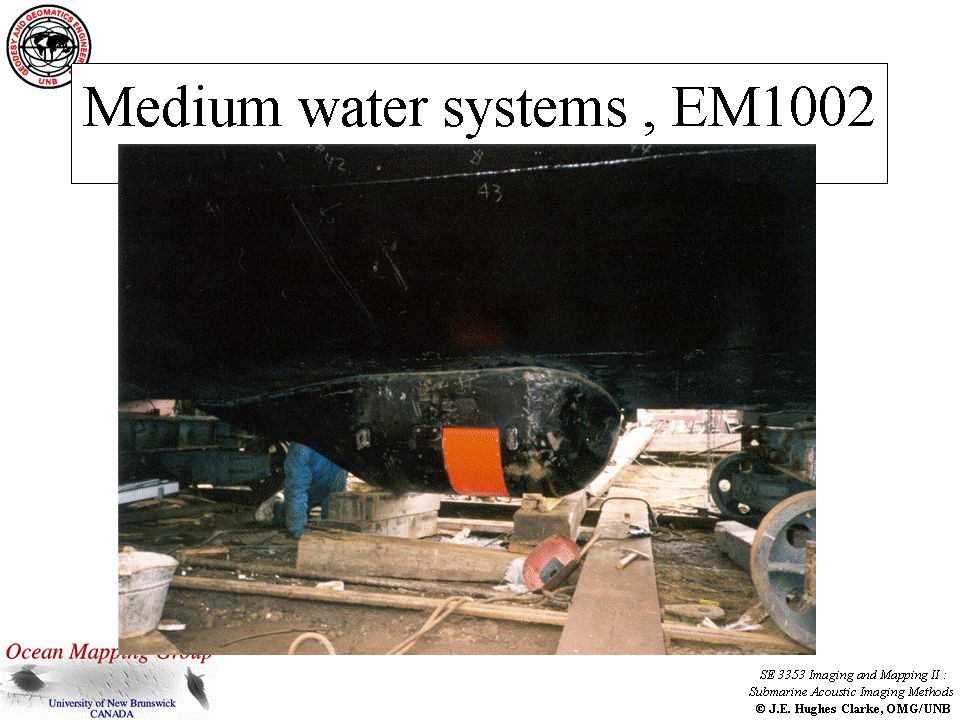 GEODESY AND GEOMATICS ENGINEERING
UNB
Medium water systems , EM1002
42
43
Ocean Mapping Group
University of New Brunswick
CANADA
SE 3353 Imaging and Mapping II :
Submarine Acoustic Imaging Methods
© J.E. Hughes Clarke, OMG/UNB